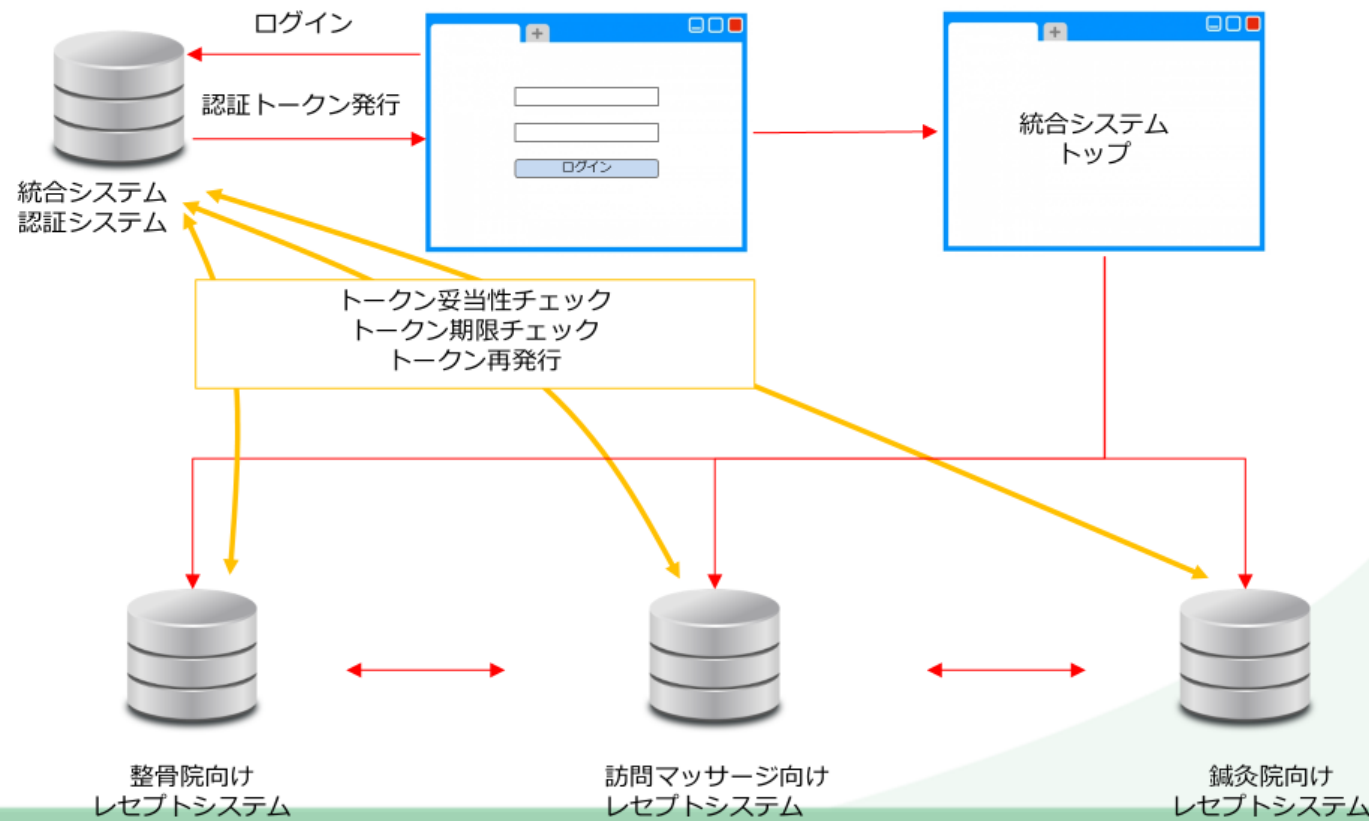 ログイン
認証トークン発行
ログイン
統合システム
トップ
統合システム
認証システム
トークン妥当性チェック
トークン期限チェック
トークン再発行
整骨院向け
レセプトシステム
訪問マッサージ向け
レセプトシステム
鍼灸院向け
レセプトシステム